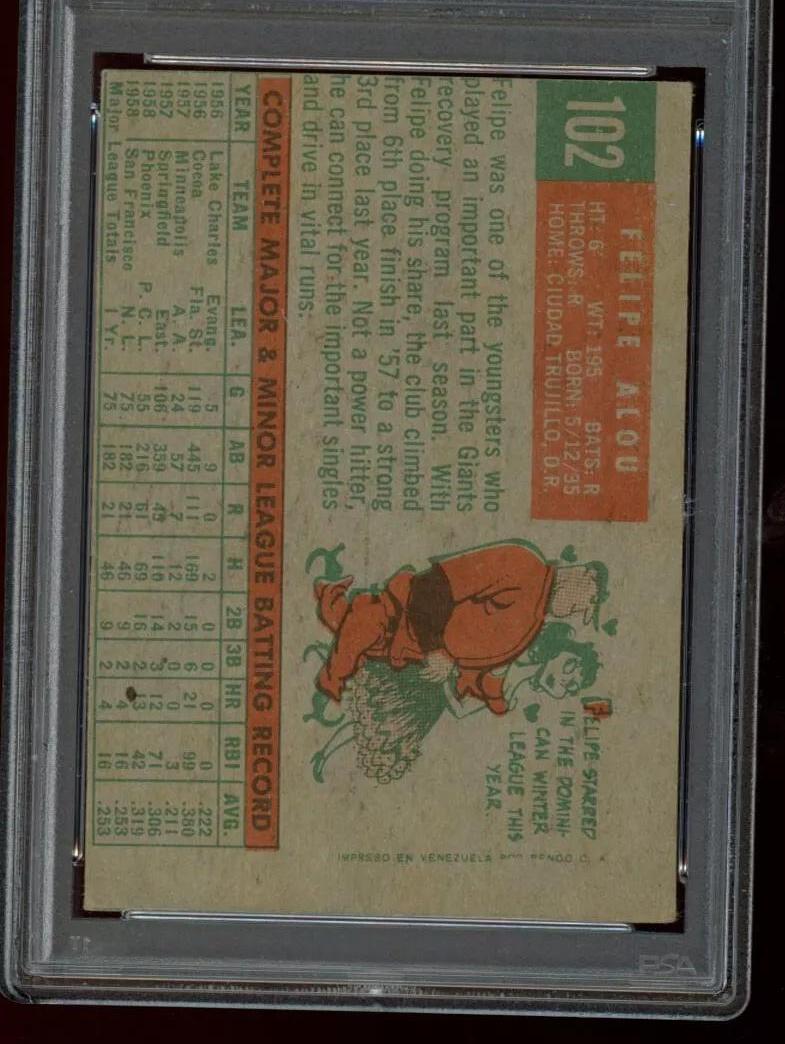 102
FELIPE ALOU
HT: 6' WT: 195 BATS: R
THROWS: R BORN: 5/12/35
HOME: CIUDAD TRUJILLO, D.R.
Felipe was one of the youngsters who
played an important part in the Giants
recovery program last season. With
Felipe doing his share, the club climbed
from 6th place finish in '57 to a strong
3rd place last year. Not a power hitter,
he can connect for the important singles
and drive in vital runs.
FELIPE STARRED
IN THE DOMINI-
CAN WINTER
LEAGUE THIS
YEAR.
IMPRESO EN VENEZUELA POR C. A.
COMPLETE MAJOR & MINOR LEAGUE BATTING RECORD
YEAR TEAM LEA. G AB R H 2B 3B HR RBI AVG.
1956 Lake Charles Evang. 5 9 0 2 0 0 0 0 .222
1956 Cocoa Fla. St. 119 445 111 169 15 6 21 99 .380
1957 Minneapolis A. A. 24 57 7 12 2 0 0 3 .211
1957 Springfield East. 106 359 45 110 14 3 12 71 .306
1958 Phoenix P. C. L. 55 216 61 69 16 2 13 42 .319
1958 San Francisco N. L. 75 182 21 46 9 2 4 16 .253
Major League Totals 1 Yr. 75 182 21 46 9 2 4 16 .253
PSA